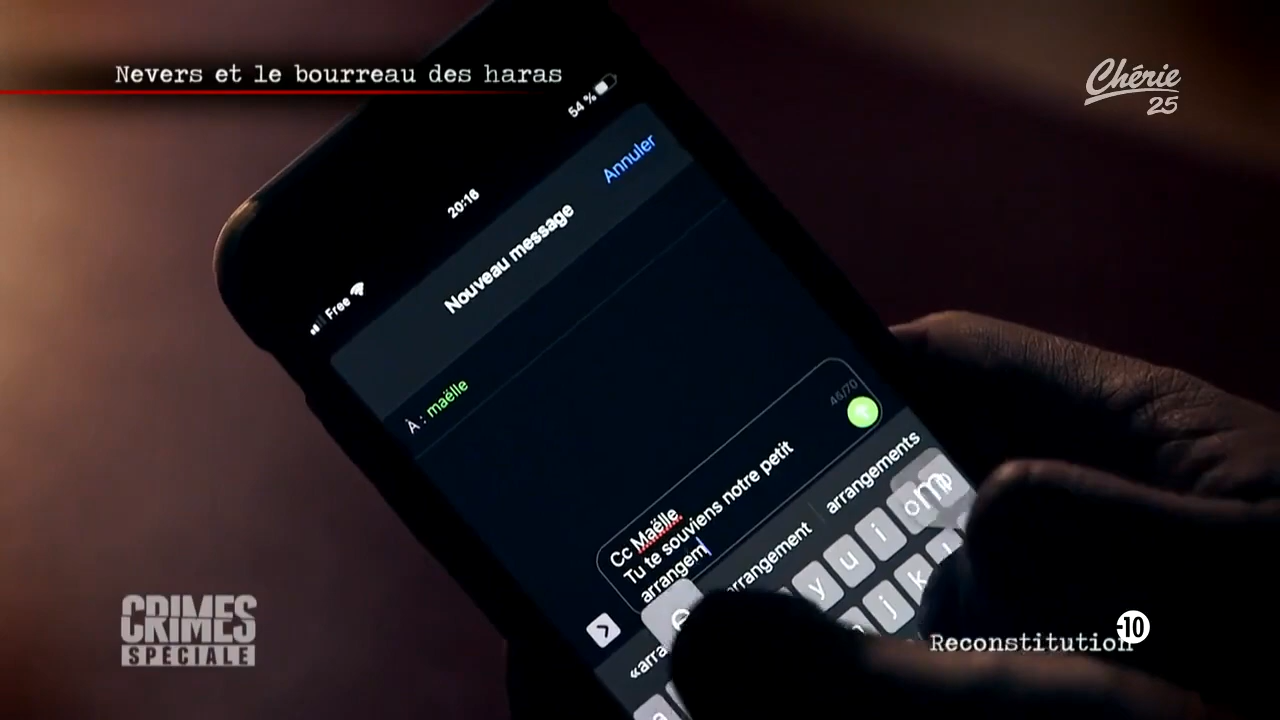 Nevers et le bourreau des haras
Chérie
25
54 %
20:16
Free
Annuler
Nouveau message
À : maëlle
46/70
Cc Maëlle
Tu te souviens notre petit
arrangem
arrangement
arrangements
y
u
i
o
m
j
k
l
CRIMES
SPECIALE
Reconstitution
-10